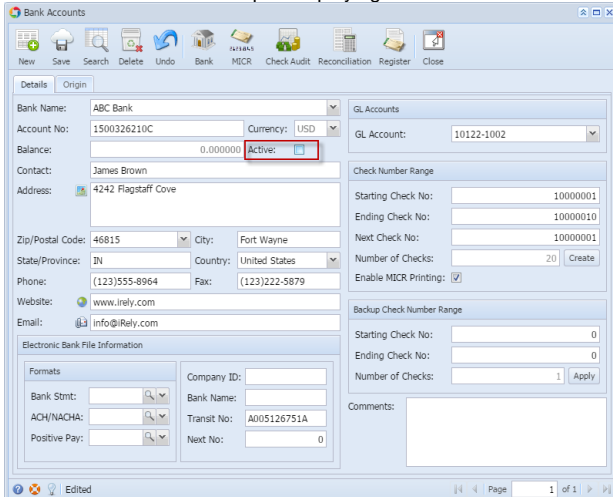 Bank Accounts
New Save Search Delete Undo Bank MICR Check Audit Reconciliation Register Close
Details Origin
Bank Name: ABC Bank
Account No: 1500326210C Currency: USD
Balance: 0.000000 Active:
Contact: James Brown
Address: 4242 Flagstaff Cove
Zip/Postal Code: 46815 City: Fort Wayne
State/Province: IN Country: United States
Phone: (123)555-8964 Fax: (123)222-5879
Website: www.irely.com
Email: info@iRely.com
Electronic Bank File Information
Formats
Bank Stmt:
ACH/NACHA:
Positive Pay:
Company ID:
Bank Name:
Transit No: A005126751A
Next No: 0
GL Accounts
GL Account: 10122-1002
Check Number Range
Starting Check No: 10000001
Ending Check No: 10000010
Next Check No: 10000001
Number of Checks: 20 Create
Enable MICR Printing:
Backup Check Number Range
Starting Check No: 0
Ending Check No: 0
Number of Checks: 1 Apply
Comments:
Edited
Page 1 of 1